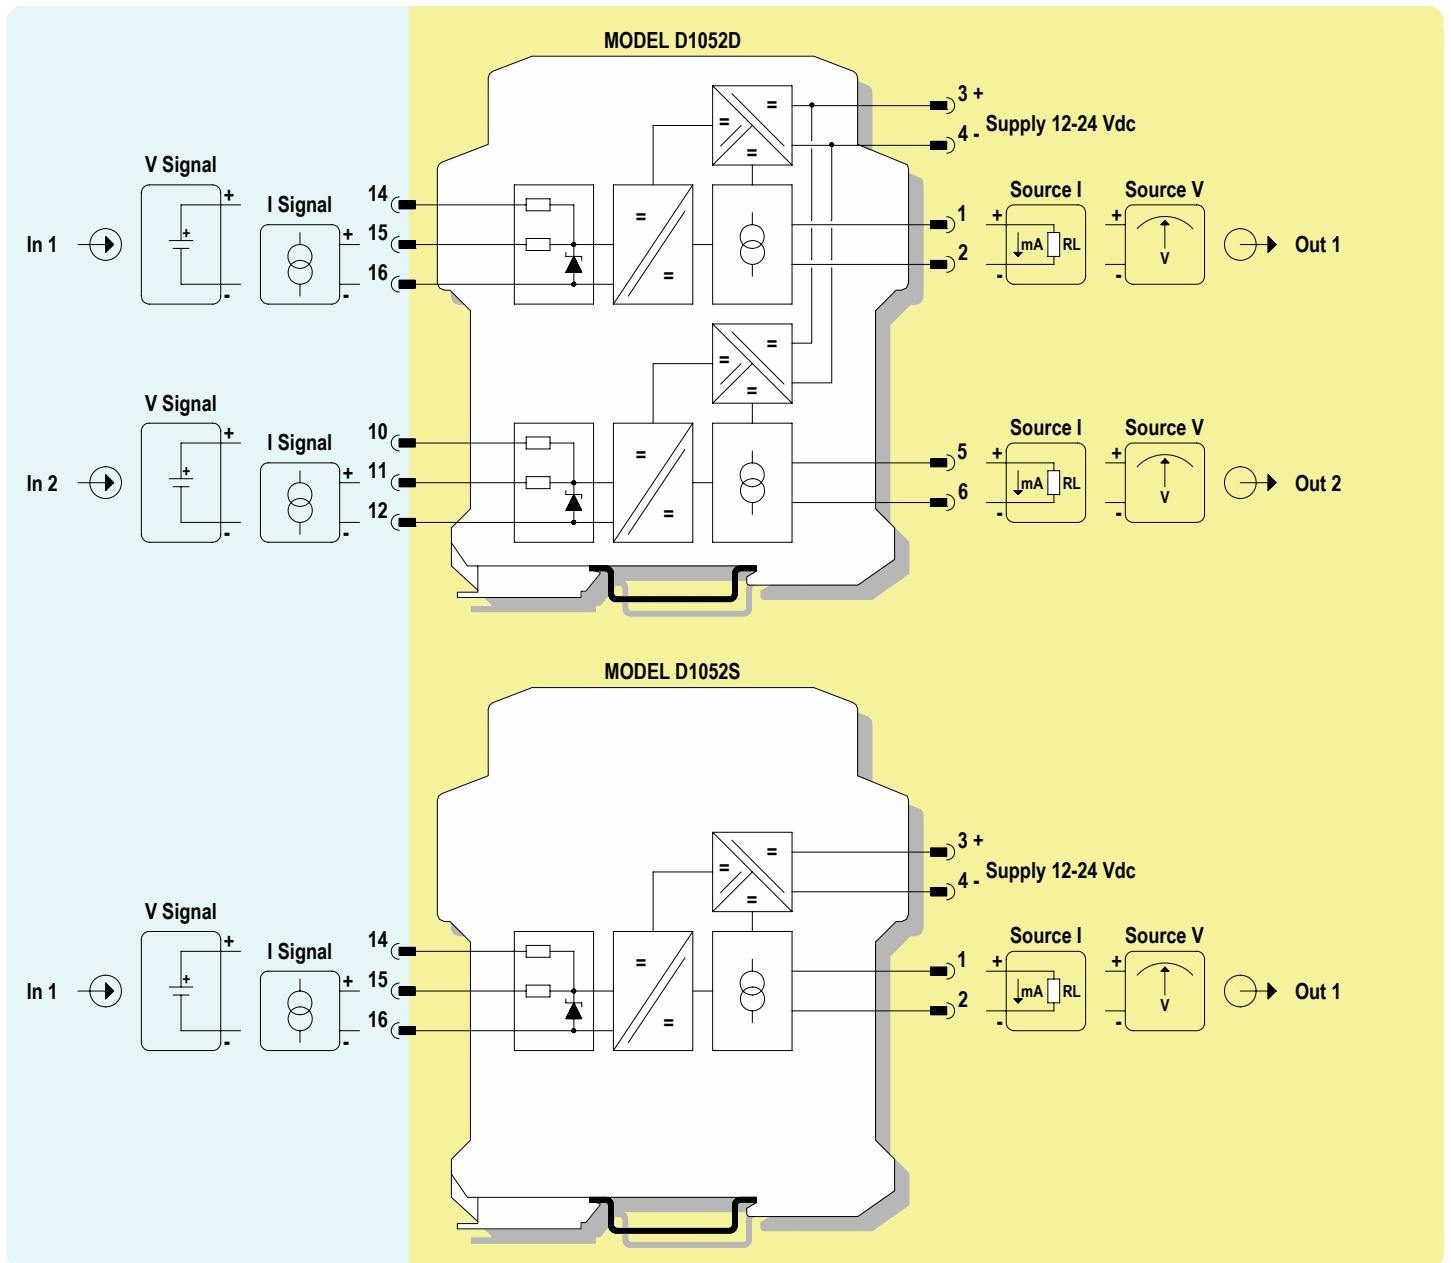 MODEL D1052D
3 +
Supply 12-24 Vdc
4 -
V Signal
+
+
-
I Signal
+
-
14
15
16
In 1
=
=
=
=
=
1
2
Source I
+
-
mA
RL
Source V
+
-
V
Out 1
V Signal
+
+
-
I Signal
+
-
10
11
12
In 2
=
=
=
=
=
5
6
Source I
+
-
mA
RL
Source V
+
-
V
Out 2
MODEL D1052S
3 +
Supply 12-24 Vdc
4 -
V Signal
+
+
-
I Signal
+
-
14
15
16
In 1
=
=
=
=
=
1
2
Source I
+
-
mA
RL
Source V
+
-
V
Out 1